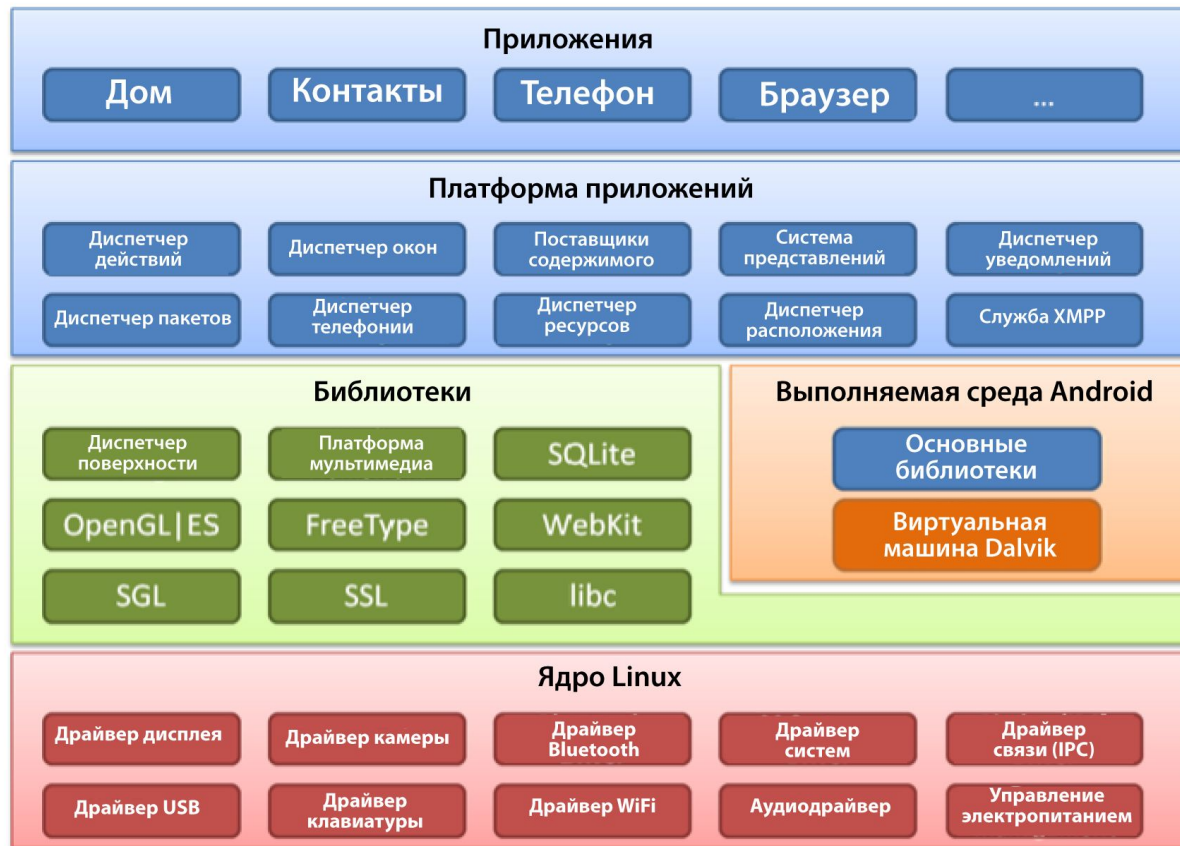 Приложения
Дом
Контакты
Телефон
Браузер
...
Платформа приложений
Диспетчер
действий
Диспетчер окон
Поставщики
содержимого
Система
представлений
Диспетчер
уведомлений
Диспетчер пакетов
Диспетчер
телефонии
Диспетчер
ресурсов
Диспетчер
расположения
Служба XMPP
Библиотеки
Диспетчер
поверхности
Платформа
мультимедиа
SQLite
OpenGL|ES
FreeType
WebKit
SGL
SSL
libc
Выполняемая среда Android
Основные
библиотеки
Виртуальная
машина Dalvik
Ядро Linux
Драйвер дисплея
Драйвер камеры
Драйвер
Bluetooth
Драйвер
систем
Драйвер
связи (IPC)
Драйвер USB
Драйвер
клавиатуры
Драйвер WiFi
Аудиодрайвер
Управление
электропитанием